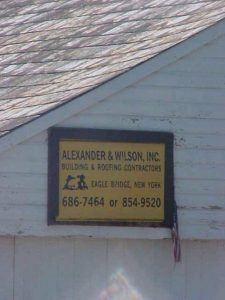 ALEXANDER & WILSON, INC.
BUILDING & ROOFING CONTRACTORS
EAGLE BRIDGE, NEW YORK
686-7464 or 854-9520